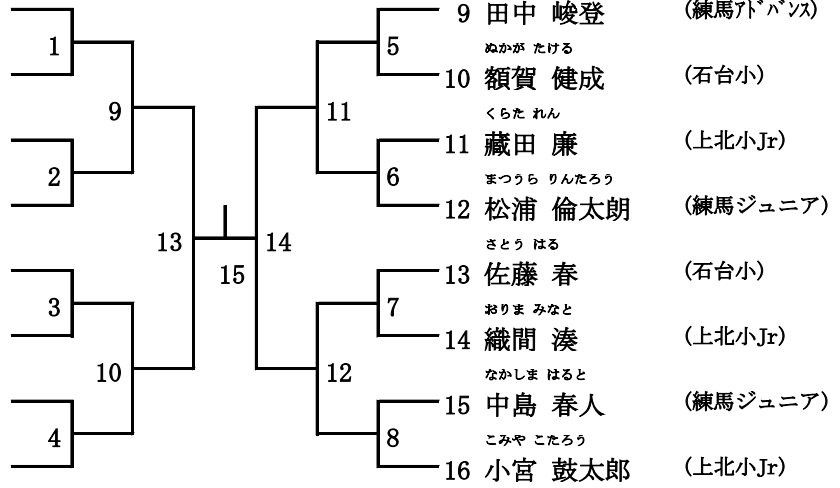 9 田中 峻登 (練馬ｱﾄﾞﾊﾞﾝｽ)
1
5
ぬかが たける
10 額賀 健成 (石台小)
9
11
くらた れん
11 藏田 廉 (上北小Jr)
2
6
まつうら りんたろう
12 松浦 倫太朗 (練馬ジュニア)
13
14
さとう はる
15
13 佐藤 春 (石台小)
3
7
おりま みなと
14 織間 湊 (上北小Jr)
10
12
なかしま はると
15 中島 春人 (練馬ジュニア)
4
8
こみや こたろう
16 小宮 鼓太郎 (上北小Jr)